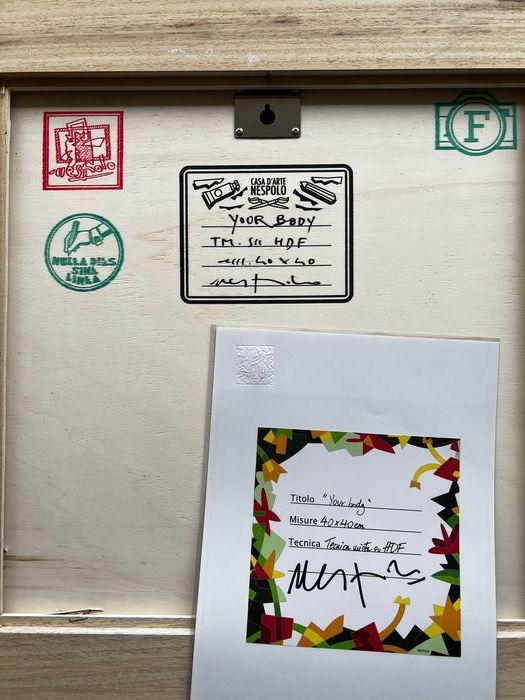 Nespolo
F
CASA D'ARTE
NESPOLO
YOUR BODY
TM. SU HDF
40 x 40
NULLA DIES
SINE
LINEA
Titolo "Your body"
Misure 40x40cm
Tecnica Tecnica mista su HDF